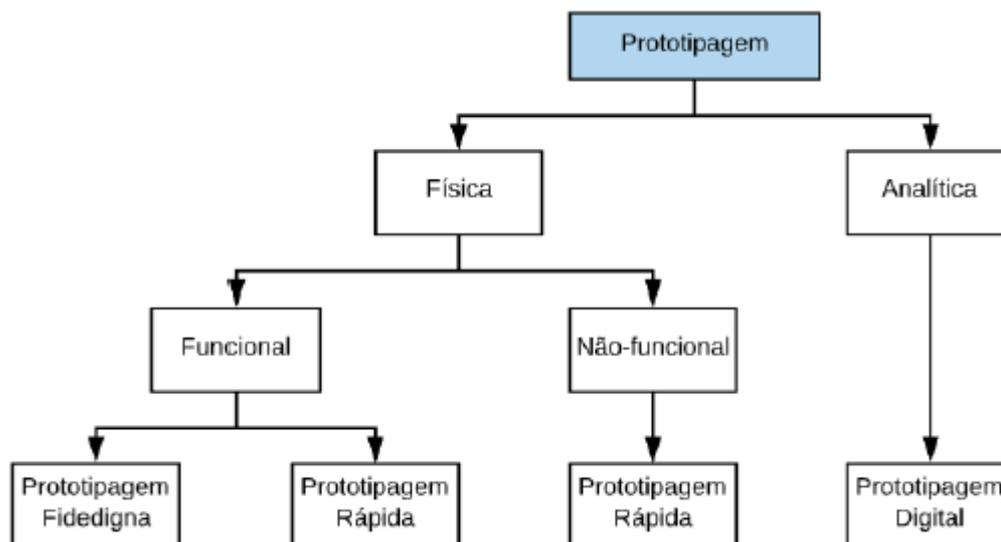 Prototipagem
Física
Analítica
Funcional
Não-funcional
Prototipagem
Fidedigna
Prototipagem
Rápida
Prototipagem
Rápida
Prototipagem
Digital